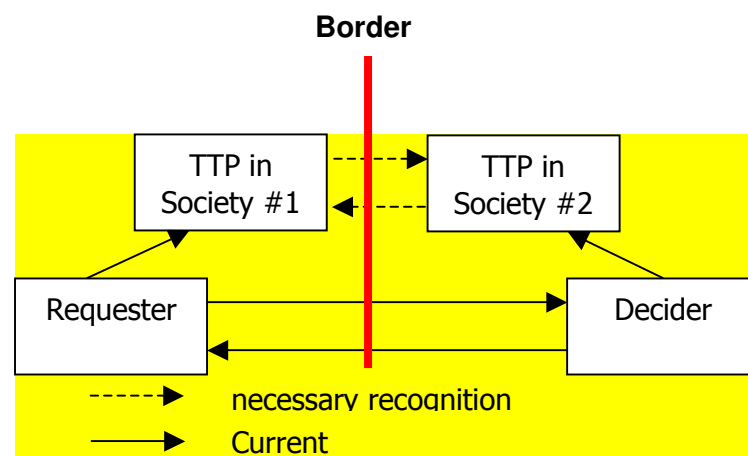 Border
TTP in
Society #1
TTP in
Society #2
Requester
Decider
necessary recognition
Current